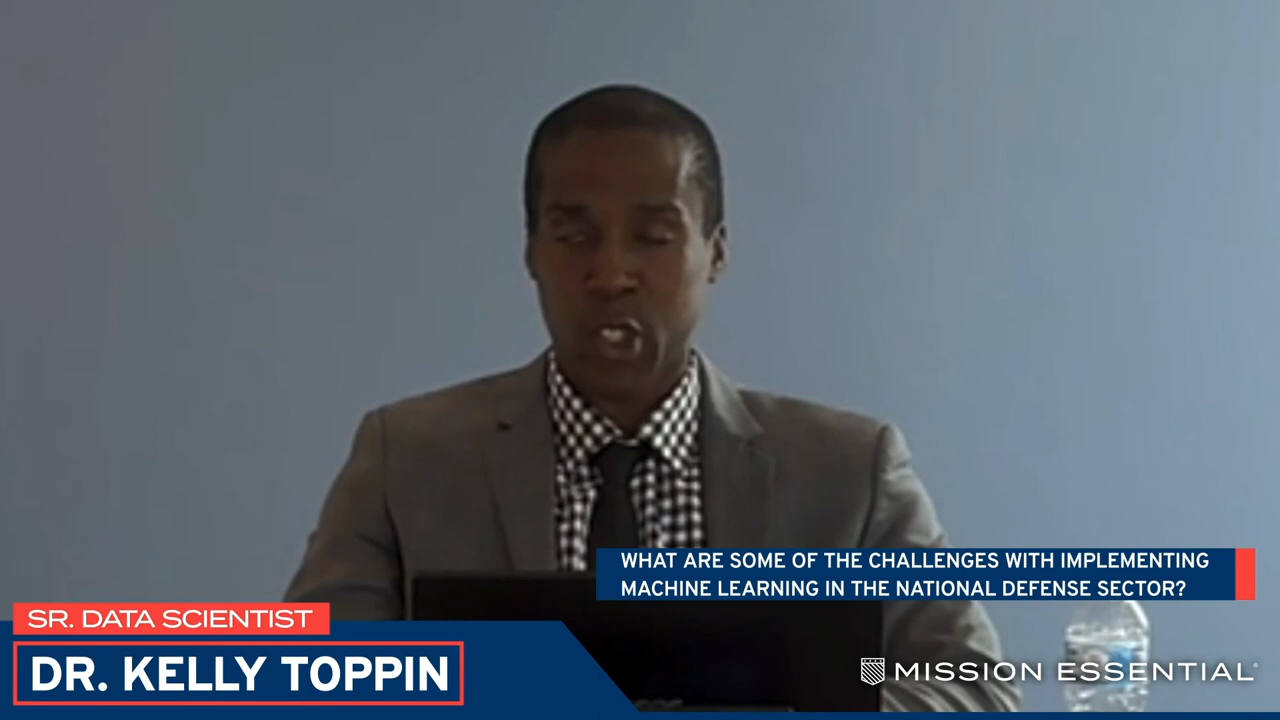 WHAT ARE SOME OF THE CHALLENGES WITH IMPLEMENTING
MACHINE LEARNING IN THE NATIONAL DEFENSE SECTOR?
SR. DATA SCIENTIST
DR. KELLY TOPPIN
MISSION ESSENTIAL®